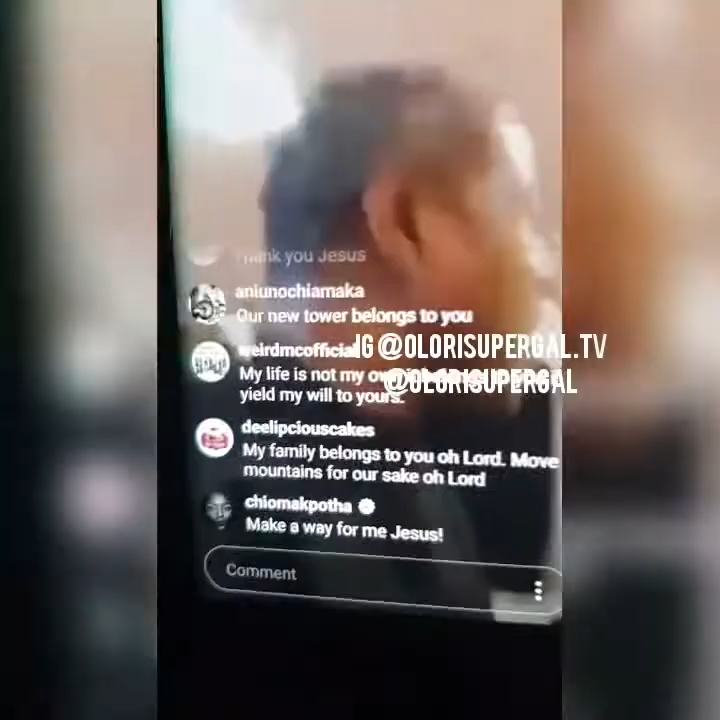 Thank you Jesus
aniunochiamaka
Our new tower belongs to you
weirdmcofficial
IG @OLORISUPERGAL.TV
My life is not my own
@OLORISUPERGAL
yield my will to yours.
deelipciouscakes
My family belongs to you oh Lord. Move
mountains for our sake oh Lord
chiomakpotha
Make a way for me Jesus!
Comment